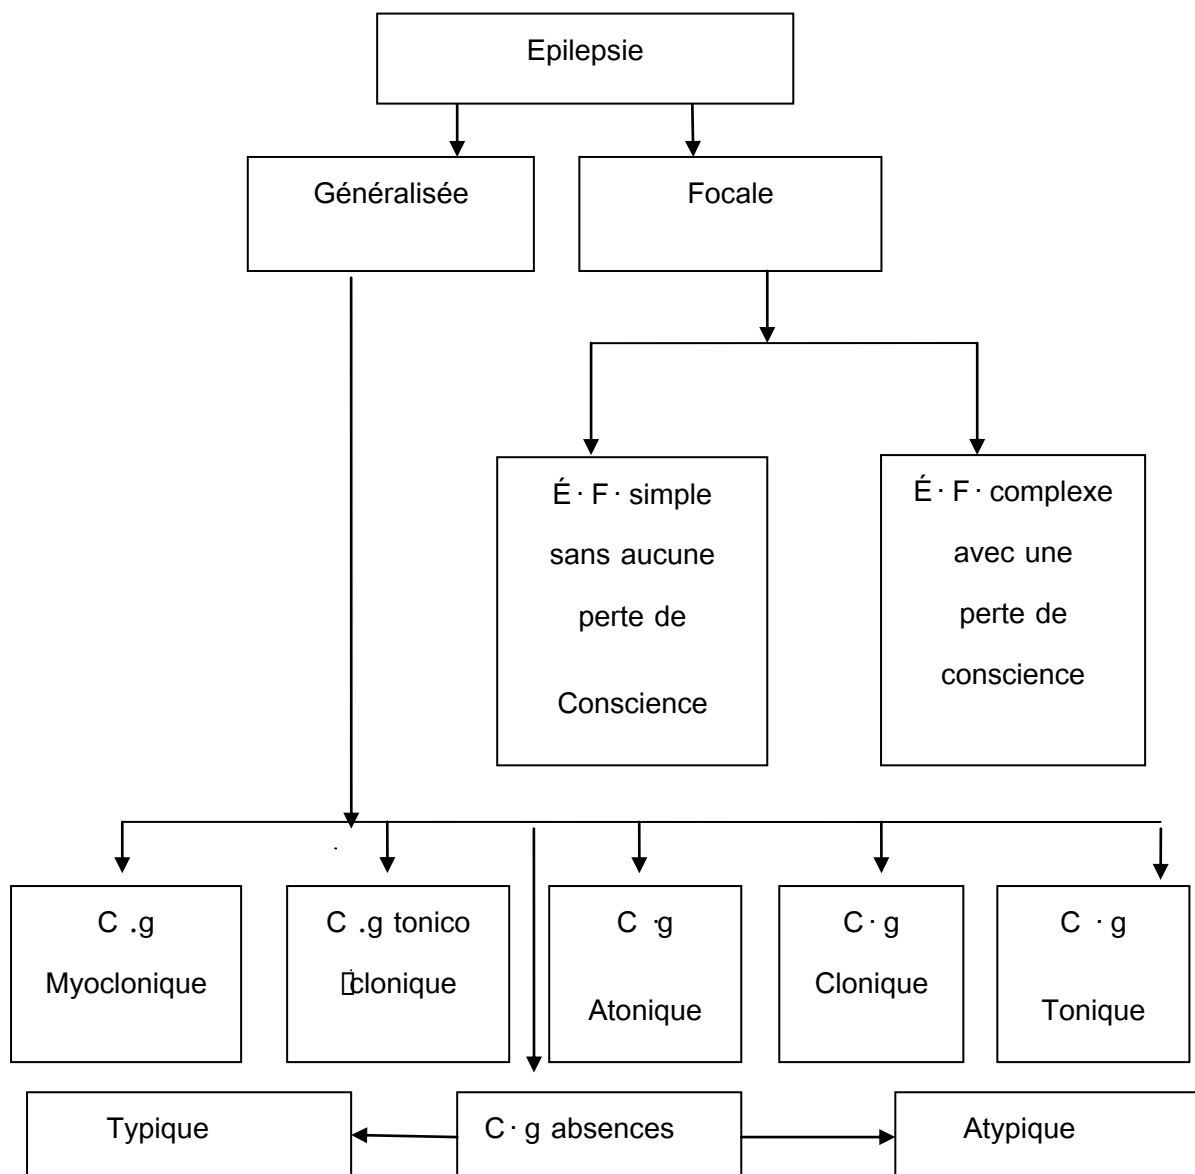 Epilepsie
Généralisée
Focale
É· F· simple
sans aucune
perte de
Conscience
É· F· complexe
avec une
perte de
conscience
C .g
Myoclonique
C .g tonico
clonique
C ·g
Atonique
C· g
Clonique
C · g
Tonique
Typique
C· g absences
Atypique